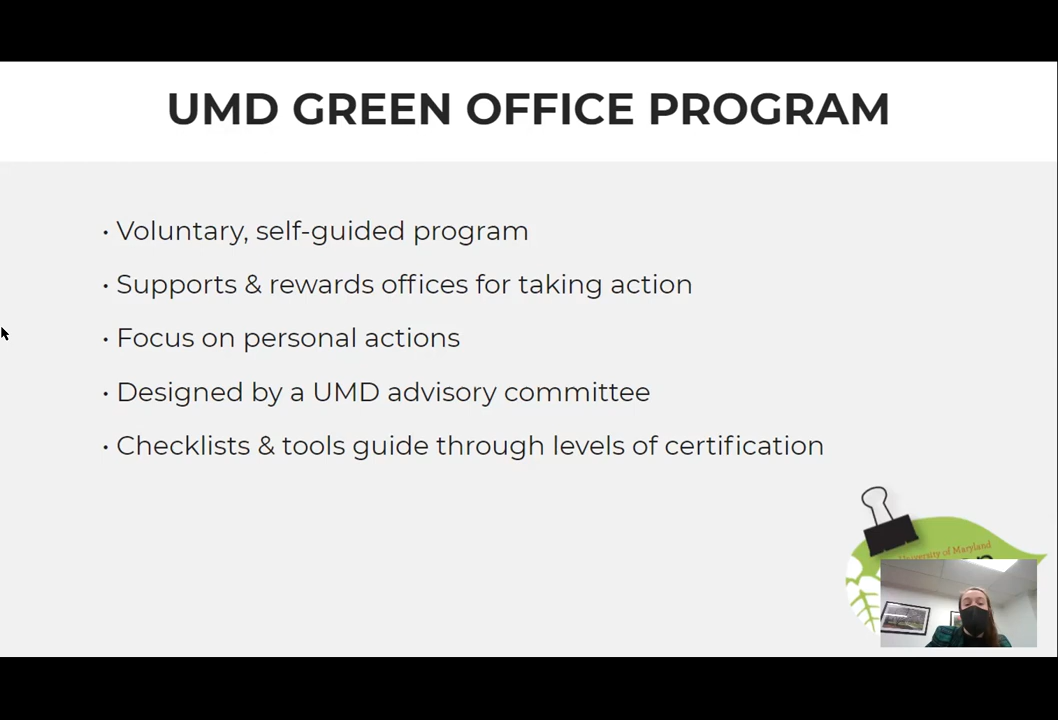 UMD GREEN OFFICE PROGRAM
• Voluntary, self-guided program
• Supports & rewards offices for taking action
• Focus on personal actions
• Designed by a UMD advisory committee
• Checklists & tools guide through levels of certification
University of Maryland